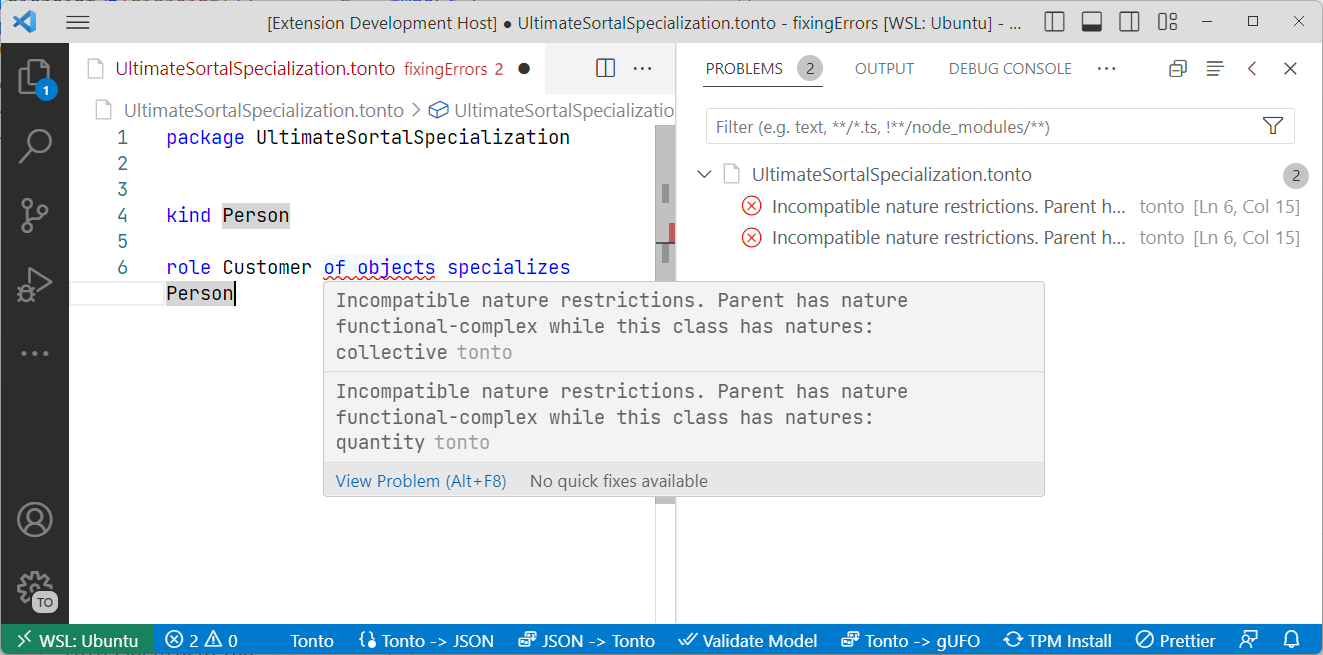 [Extension Development Host] ● UltimateSortalSpecialization.tonto - fixingErrors [WSL: Ubuntu] - ...
1
UltimateSortalSpecialization.tonto fixingErrors 2 ●
UltimateSortalSpecialization.tonto > UltimateSortalSpecializatio
1 package UltimateSortalSpecialization
2
3
4 kind Person
5
6 role Customer of objects specializes
Person
Incompatible nature restrictions. Parent has nature
functional-complex while this class has natures:
collective tonto
Incompatible nature restrictions. Parent has nature
functional-complex while this class has natures:
quantity tonto
View Problem (Alt+F8) No quick fixes available
PROBLEMS 2 OUTPUT DEBUG CONSOLE ...
Filter (e.g. text, **/*.ts, !**/node_modules/**)
UltimateSortalSpecialization.tonto 2
Incompatible nature restrictions. Parent h... tonto [Ln 6, Col 15]
Incompatible nature restrictions. Parent h... tonto [Ln 6, Col 15]
TO
WSL: Ubuntu 2 0 Tonto Tonto -> JSON JSON -> Tonto Validate Model Tonto -> gUFO TPM Install Prettier